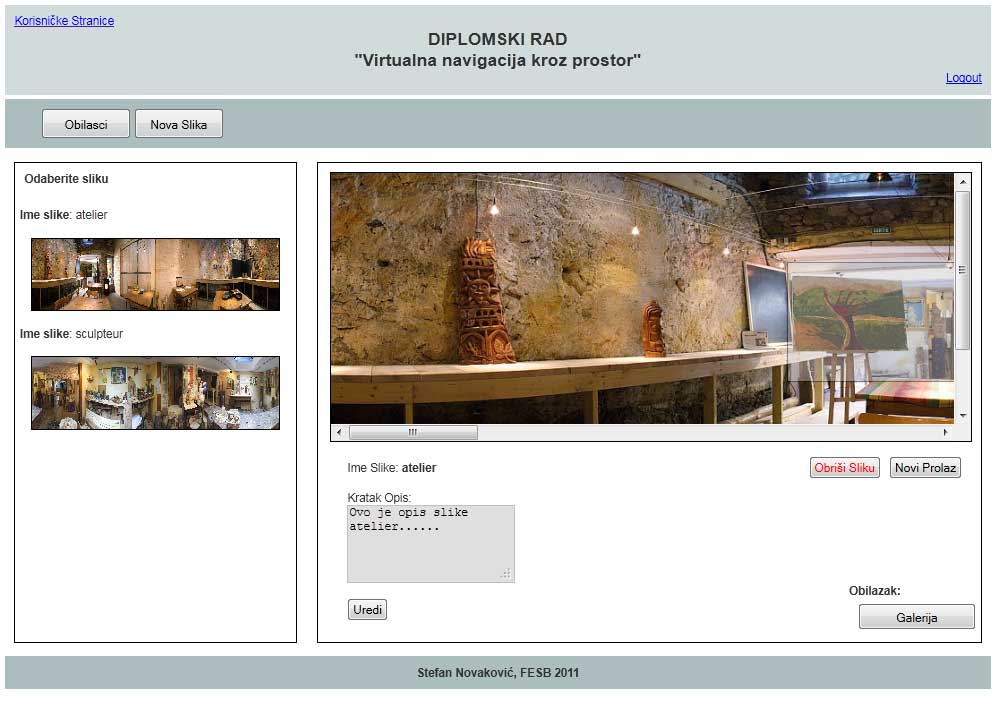 Korisničke Stranice
DIPLOMSKI RAD
"Virtualna navigacija kroz prostor"
Logout
Obilasci
Nova Slika
Odaberite sliku
Ime slike: atelier
Ime slike: sculpteur
Ime Slike: atelier
Obriši Sliku
Novi Prolaz
Kratak Opis:
Ovo je opis slike
atelier......
Uredi
Obilazak:
Galerija
Stefan Novaković, FESB 2011